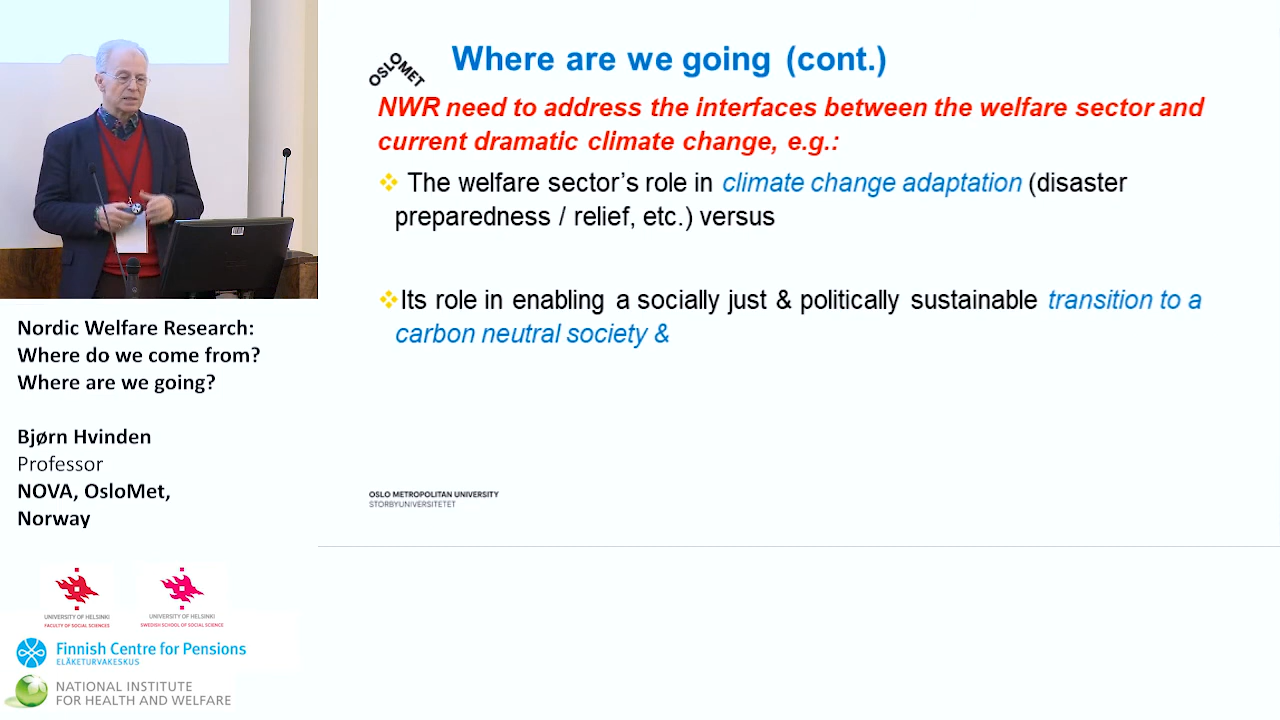 OSLOMET
Where are we going (cont.)
NWR need to address the interfaces between the welfare sector and
current dramatic climate change, e.g.:
The welfare sector's role in climate change adaptation (disaster
preparedness / relief, etc.) versus
Its role in enabling a socially just & politically sustainable transition to a
carbon neutral society &
OSLO METROPOLITAN UNIVERSITY
STORBYUNIVERSITETET
Nordic Welfare Research:
Where do we come from?
Where are we going?
Bjørn Hvinden
Professor
NOVA, OsloMet,
Norway
UNIVERSITY OF HELSINKI
FACULTY OF SOCIAL SCIENCES
UNIVERSITY OF HELSINKI
SWEDISH SCHOOL OF SOCIAL SCIENCE
Finnish Centre for Pensions
ELÄKETURVAKESKUS
NATIONAL INSTITUTE
FOR HEALTH AND WELFARE